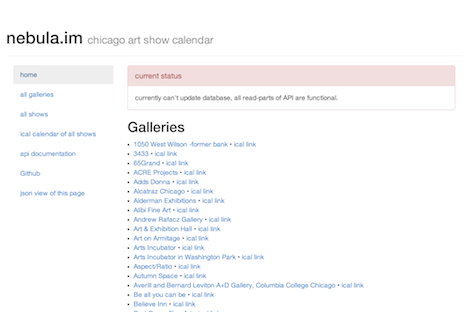 nebula.im chicago art show calendar
home
all galleries
all shows
ical calendar of all shows
api documentation
Github
json view of this page
current status
currently can't update database, all read-parts of API are functional.
Galleries
• 1050 West Wilson -former bank • ical link
• 3433 • ical link
• 65Grand • ical link
• ACRE Projects • ical link
• Adds Donna • ical link
• Alcatraz Chicago • ical link
• Alderman Exhibitions • ical link
• Alibi Fine Art • ical link
• Andrew Rafacz Gallery • ical link
• Art & Exhibition Hall • ical link
• Art on Armitage • ical link
• Arts Incubator • ical link
• Arts Incubator in Washington Park • ical link
• Aspect/Ratio • ical link
• Autumn Space • ical link
• Averill and Bernard Leviton A+D Gallery, Columbia College Chicago • ical link
• Be all you can be • ical link
• Believe Inn • ical link